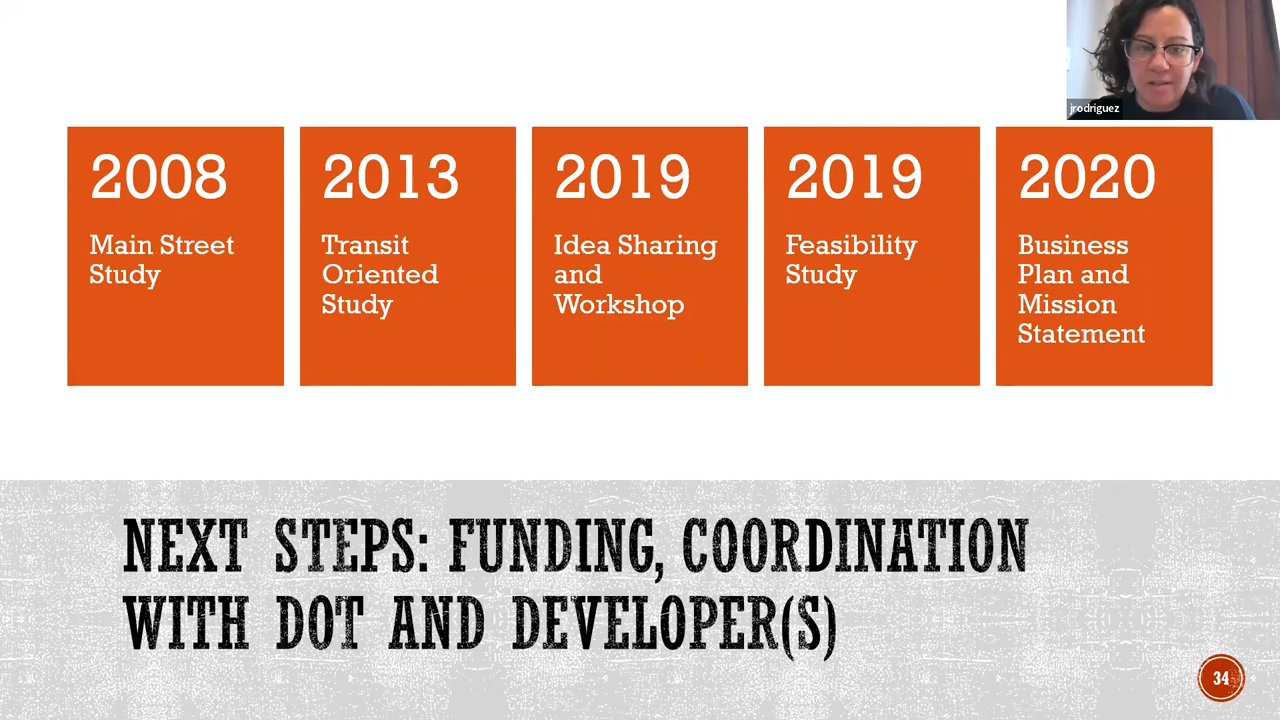 jrodriguez
2008
Main Street
Study
2013
Transit
Oriented
Study
2019
Idea Sharing
and
Workshop
2019
Feasibility
Study
2020
Business
Plan and
Mission
Statement
NEXT STEPS: FUNDING, COORDINATION
WITH DOT AND DEVELOPER(S)
34